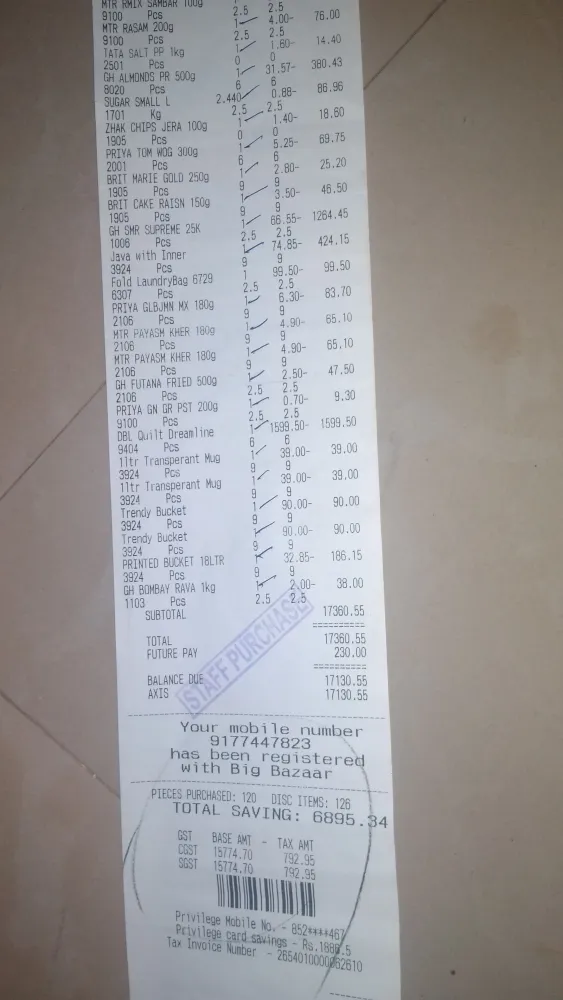 MTR RMIX SAMBAR 100g
9100 Pcs 2.5 2.5
MTR RASAM 200g 1 4.00- 76.00
9100 Pcs 2.5 2.5
TATA SALT PP 1kg 1 1.60- 14.40
2501 Pcs 0 0
GH ALMONDS PR 500g 1 31.57- 380.43
8020 Pcs 6 6
SUGAR SMALL L 2.440 0.88- 86.96
1701 Kg 2.5 2.5
ZHAK CHIPS JERA 100g 1 1.40- 18.60
1905 Pcs 0 0
PRIYA TOM WOG 300g 1 5.25- 69.75
2001 Pcs 6 6
BRIT MARIE GOLD 250g 1 2.80- 25.20
1905 Pcs 9 9
BRIT CAKE RAISN 150g 1 3.50- 46.50
1905 Pcs 9 9
GH SMR SUPREME 25K 1 66.55- 1264.45
1006 Pcs 2.5 2.5
Java with Inner 1 74.85- 424.15
3924 Pcs 9 9
Fold LaundryBag 6729 1 99.50- 99.50
6307 Pcs 2.5 2.5
PRIYA GLBJMN MX 180g 1 6.30- 83.70
2106 Pcs 9 9
MTR PAYASM KHER 180g 1 4.90- 65.10
2106 Pcs 9 9
MTR PAYASM KHER 180g 1 4.90- 65.10
2106 Pcs 9 9
GH FUTANA FRIED 500g 1 2.50- 47.50
2106 Pcs 2.5 2.5
PRIYA GN GR PST 200g 1 0.70- 9.30
9100 Pcs 2.5 2.5
DBL Quilt Dreamline 1 1599.50- 1599.50
9404 Pcs 6 6
1ltr Transperant Mug 1 39.00- 39.00
3924 Pcs 9 9
1ltr Transperant Mug 1 39.00- 39.00
3924 Pcs 9 9
Trendy Bucket 1 90.00- 90.00
3924 Pcs 9 9
Trendy Bucket 1 90.00- 90.00
3924 Pcs 9 9
PRINTED BUCKET 18LTR 1 32.85- 186.15
3924 Pcs 9 9
GH BOMBAY RAVA 1kg 1 2.00- 38.00
1103 Pcs 2.5 2.5
SUBTOTAL 17360.55
==========
TOTAL 17360.55
FUTURE PAY 230.00
==========
BALANCE DUE 17130.55
AXIS 17130.55
STAFF PURCHASE
Your mobile number
9177447823
has been registered
with Big Bazaar
PIECES PURCHASED: 120 DISC ITEMS: 126
TOTAL SAVING: 6895.34
GST BASE AMT - TAX AMT
CGST 15774.70 792.95
SGST 15774.70 792.95
Privilege Mobile No. - 852****467
Privilege card savings - Rs.1880.5
Tax Invoice Number - 265401000062610